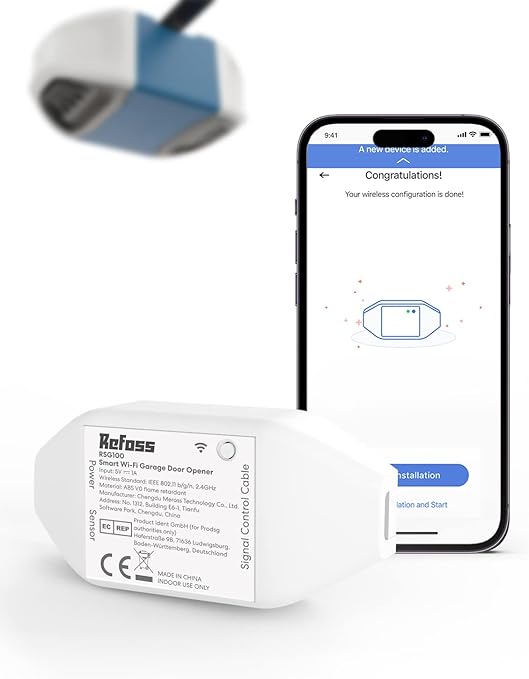 9:41
A new device is added.
Congratulations!
Your wireless configuration is done!
Installation
lation and Start
Refoss
RSG100
Smart Wi-Fi Garage Door Opener
Input: 5V⎓1A
Wireless Standard: IEEE 802.11 b/g/n, 2.4GHz
Material: ABS V0 flame retardant
Manufacturer: Chengdu Meross Technology Co., Ltd.
Address: No. 1312, Building E6-1, Tianfu
Software Park, Chengdu, China
EC REP
Product Ident GmbH (for Prodsg
authorities only)
Hoferstraße 9B, 71636 Ludwigsburg,
Baden-Württemberg, Deutschland
CE
MADE IN CHINA
INDOOR USE ONLY
Power
Sensor
Signal Control Cable